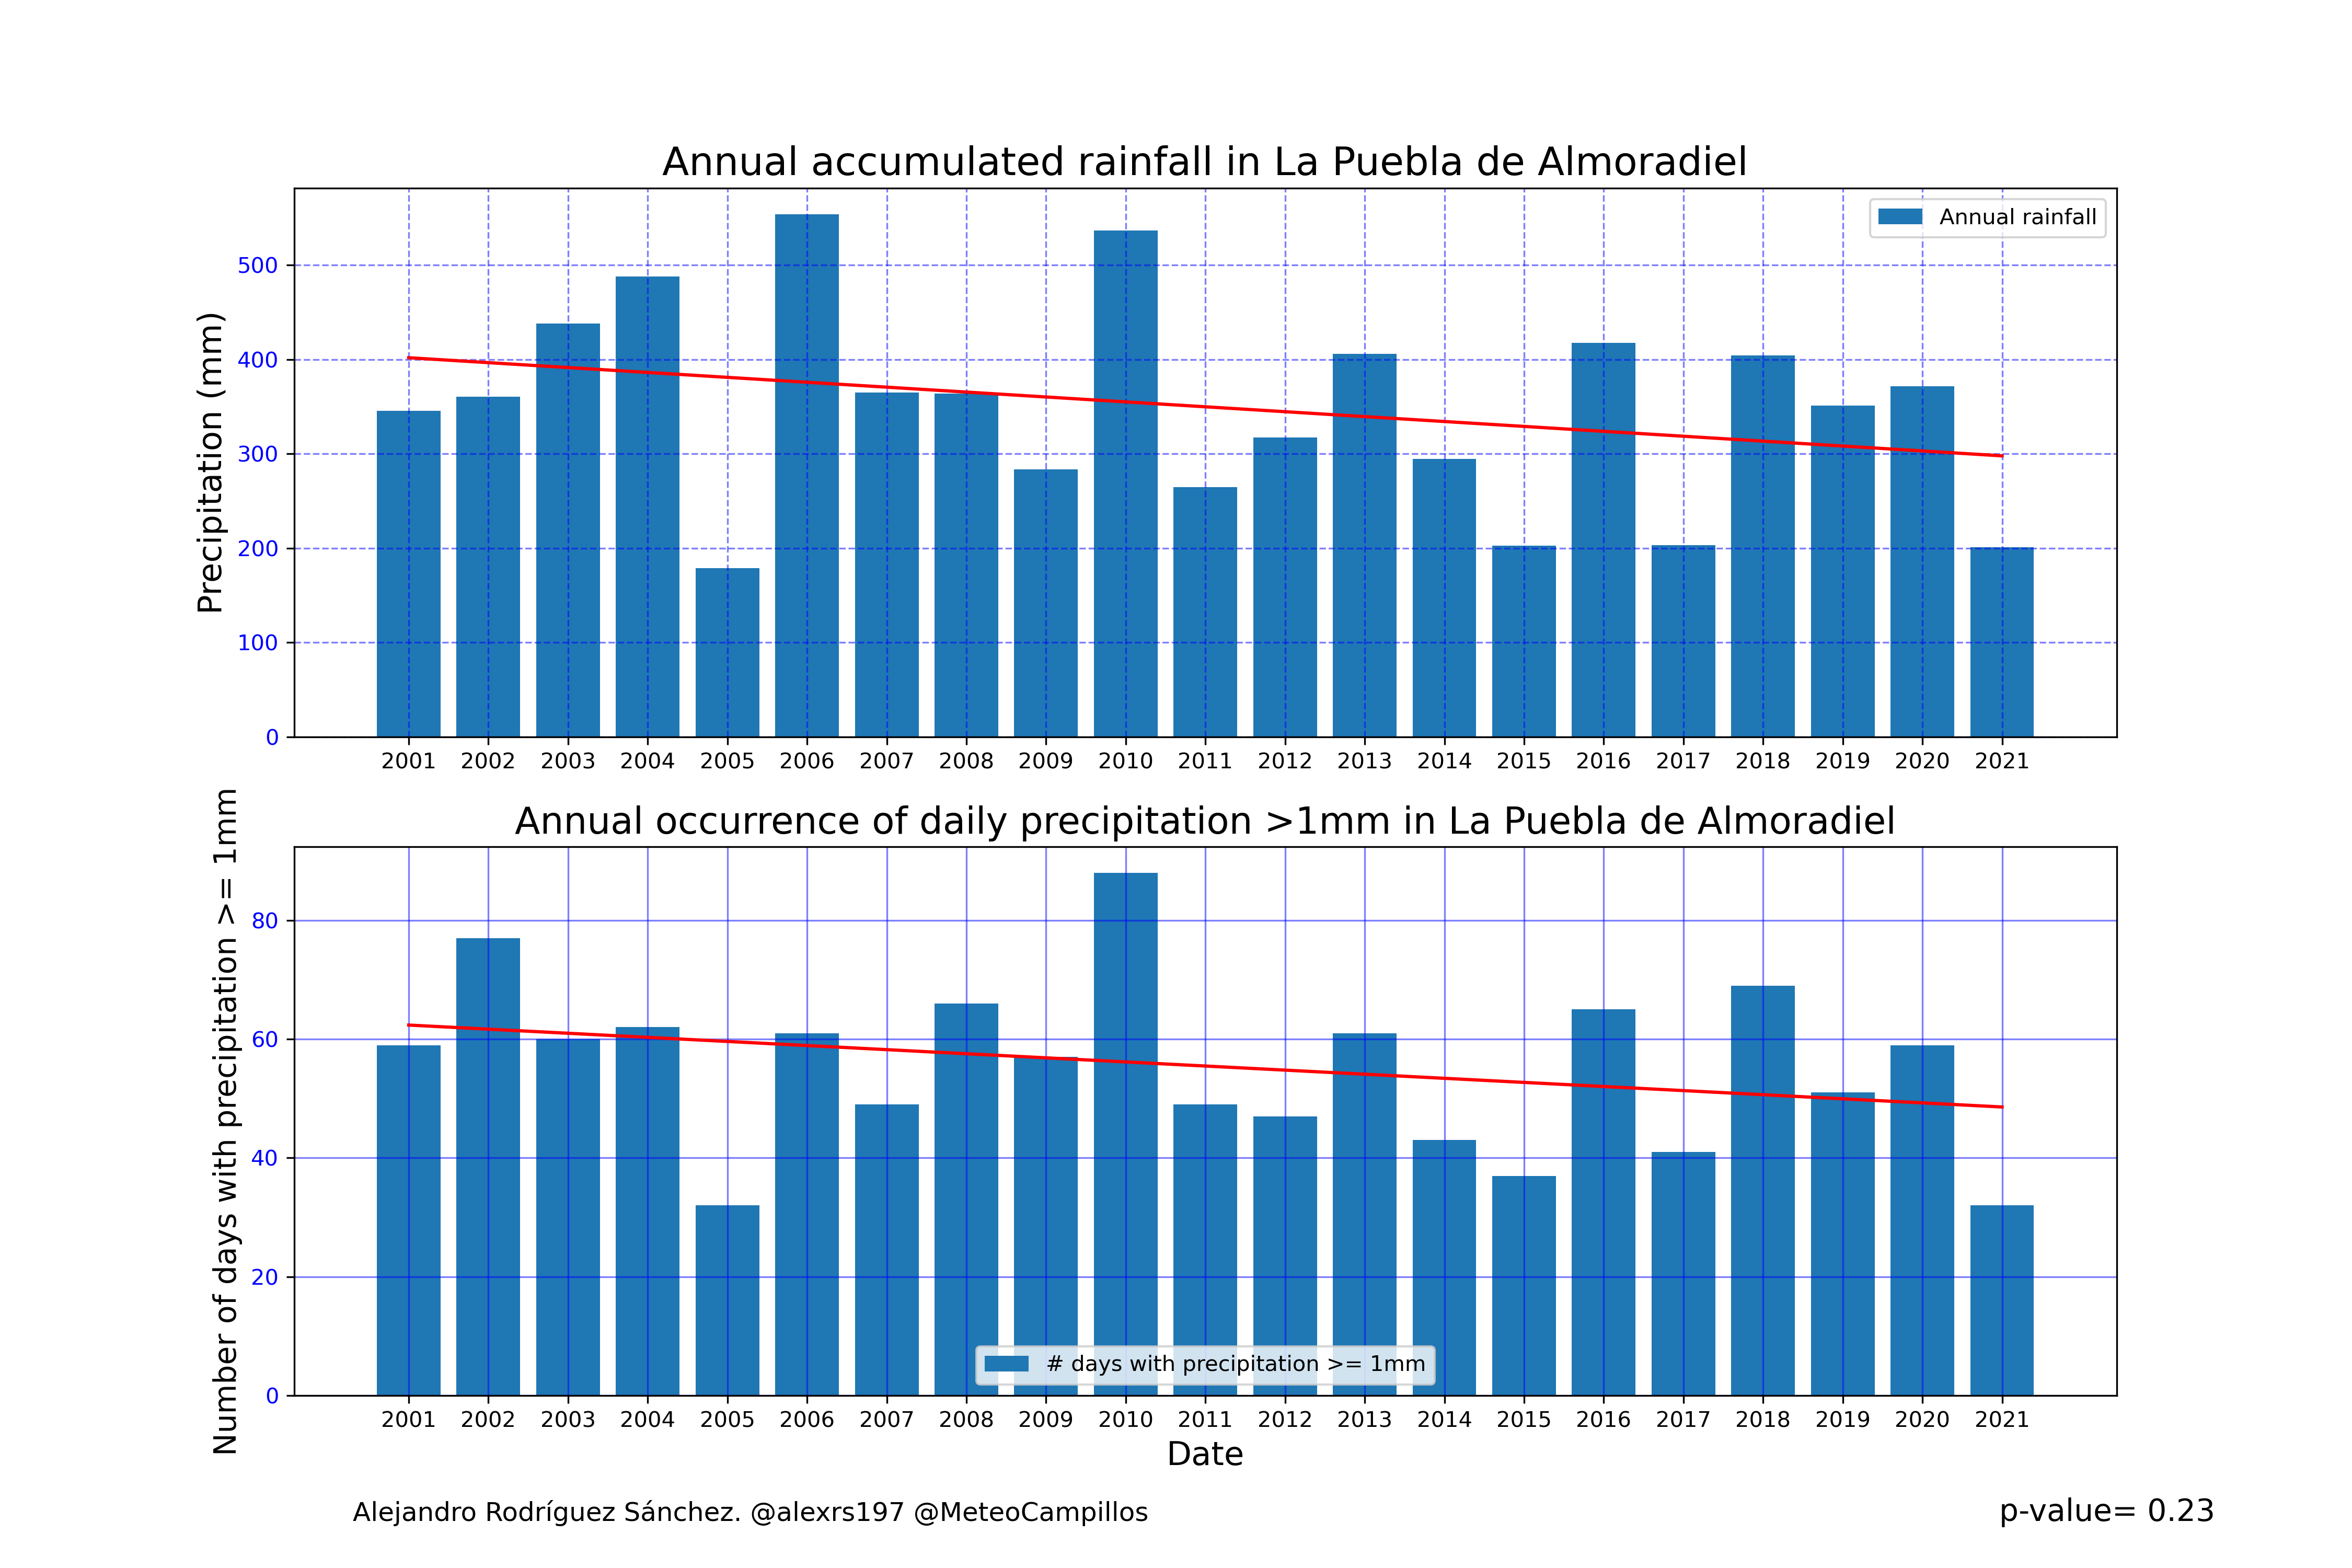 Annual accumulated rainfall in La Puebla de Almoradiel
Precipitation (mm)
500
400
300
200
100
0
Annual rainfall
2001 2002 2003 2004 2005 2006 2007 2008 2009 2010 2011 2012 2013 2014 2015 2016 2017 2018 2019 2020 2021
Annual occurrence of daily precipitation >1mm in La Puebla de Almoradiel
Number of days with precipitation >= 1mm
80
60
40
20
0
# days with precipitation >= 1mm
2001 2002 2003 2004 2005 2006 2007 2008 2009 2010 2011 2012 2013 2014 2015 2016 2017 2018 2019 2020 2021
Date
Alejandro Rodríguez Sánchez. @alexrs197 @MeteoCampillos
p-value= 0.23